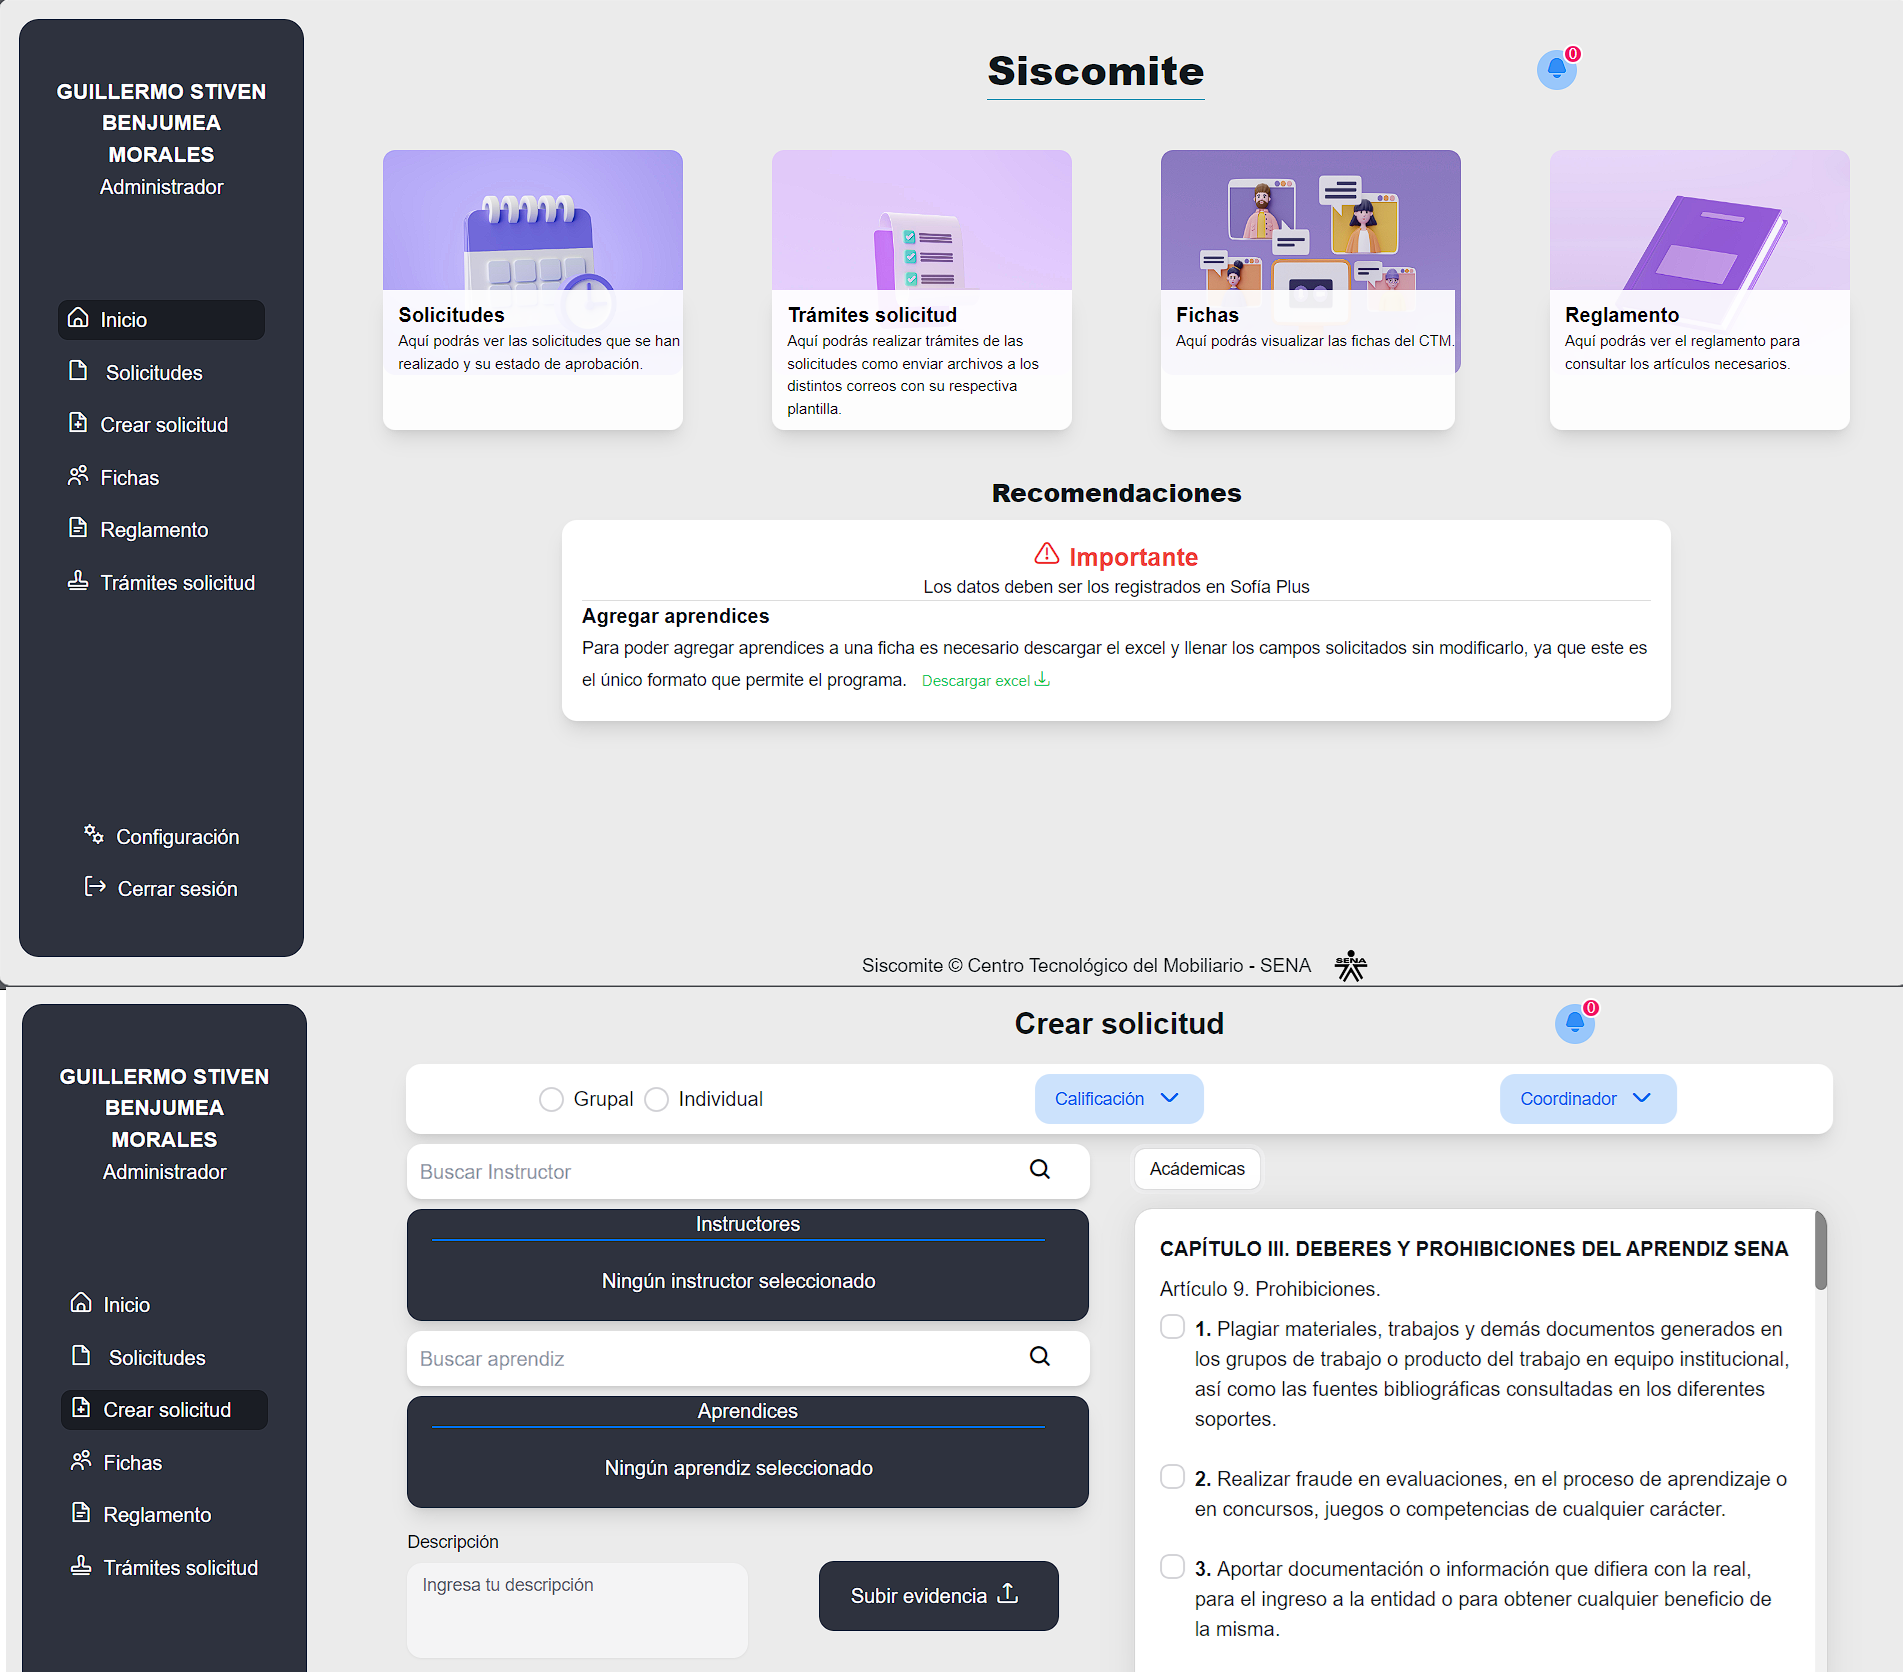 GUILLERMO STIVEN
BENJUMEA
MORALES
Administrador
Inicio
Solicitudes
Crear solicitud
Fichas
Reglamento
Trámites solicitud
Configuración
Cerrar sesión
Siscomite
0
Solicitudes
Aquí podrás ver las solicitudes que se han
realizado y su estado de aprobación.
Trámites solicitud
Aquí podrás realizar trámites de las
solicitudes como enviar archivos a los
distintos correos con su respectiva
plantilla.
Fichas
Aquí podrás visualizar las fichas del CTM.
Reglamento
Aquí podrás ver el reglamento para
consultar los artículos necesarios.
Recomendaciones
Importante
Los datos deben ser los registrados en Sofía Plus
Agregar aprendices
Para poder agregar aprendices a una ficha es necesario descargar el excel y llenar los campos solicitados sin modificarlo, ya que este es
el único formato que permite el programa. Descargar excel
Siscomite © Centro Tecnológico del Mobiliario - SENA
SENA
GUILLERMO STIVEN
BENJUMEA
MORALES
Administrador
Inicio
Solicitudes
Crear solicitud
Fichas
Reglamento
Trámites solicitud
Crear solicitud
0
Grupal Individual
Calificación
Coordinador
Buscar Instructor
Instructores
Ningún instructor seleccionado
Buscar aprendiz
Aprendices
Ningún aprendiz seleccionado
Descripción
Ingresa tu descripción
Subir evidencia
Acádemicas
CAPÍTULO III. DEBERES Y PROHIBICIONES DEL APRENDIZ SENA
Artículo 9. Prohibiciones.
1. Plagiar materiales, trabajos y demás documentos generados en
los grupos de trabajo o producto del trabajo en equipo institucional,
así como las fuentes bibliográficas consultadas en los diferentes
soportes.
2. Realizar fraude en evaluaciones, en el proceso de aprendizaje o
en concursos, juegos o competencias de cualquier carácter.
3. Aportar documentación o información que difiera con la real,
para el ingreso a la entidad o para obtener cualquier beneficio de
la misma.